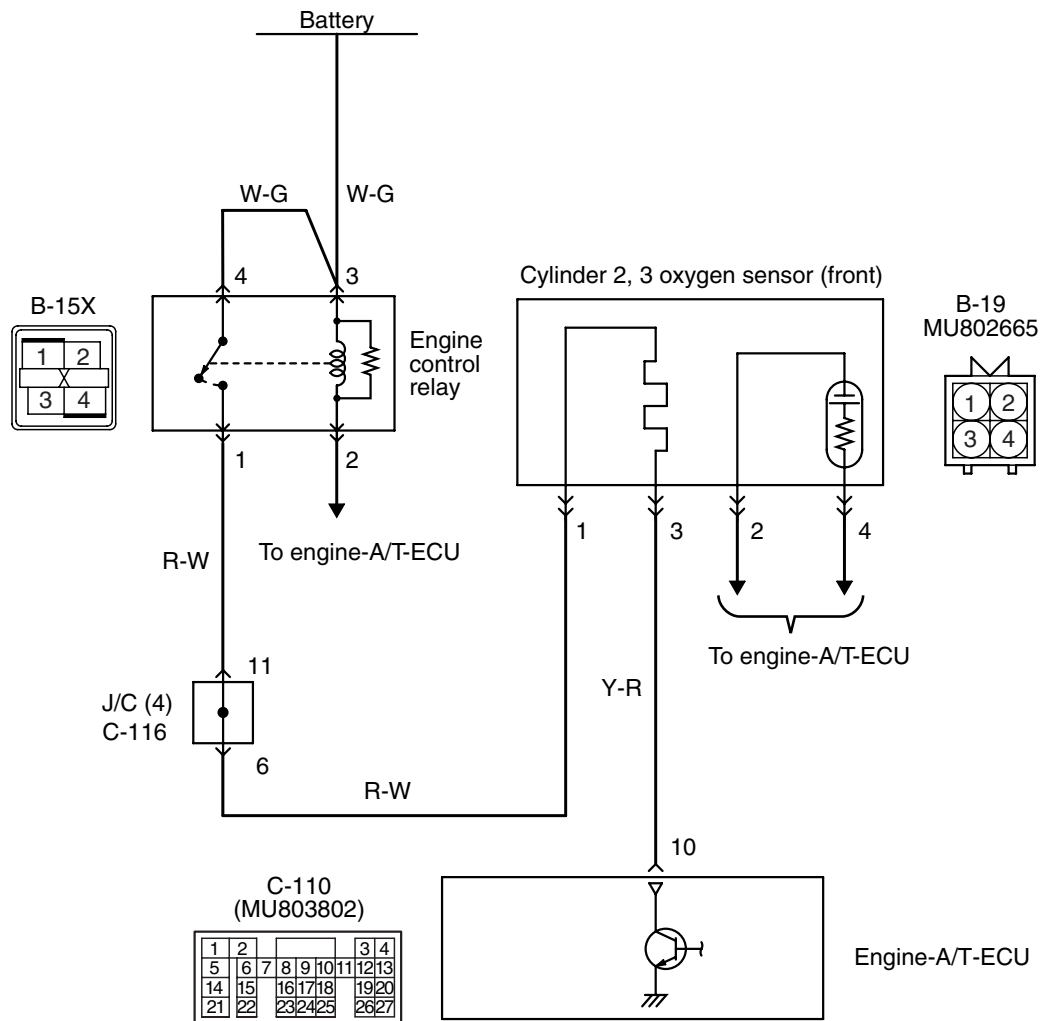 Battery
W-G
W-G
4
3
B-15X
1 2
3 X 4
Engine
control
relay
1
2
To engine-A/T-ECU
R-W
Cylinder 2, 3 oxygen sensor (front)
B-19
MU802665
1 2
3 4
1
3
2
4
To engine-A/T-ECU
Y-R
11
J/C (4)
C-116
6
R-W
10
C-110
(MU803802)
1 2 3 4
5 6 7 8 9 10 11 12 13
14 15 16 17 18 19 20
21 22 23 24 25 26 27
Engine-A/T-ECU